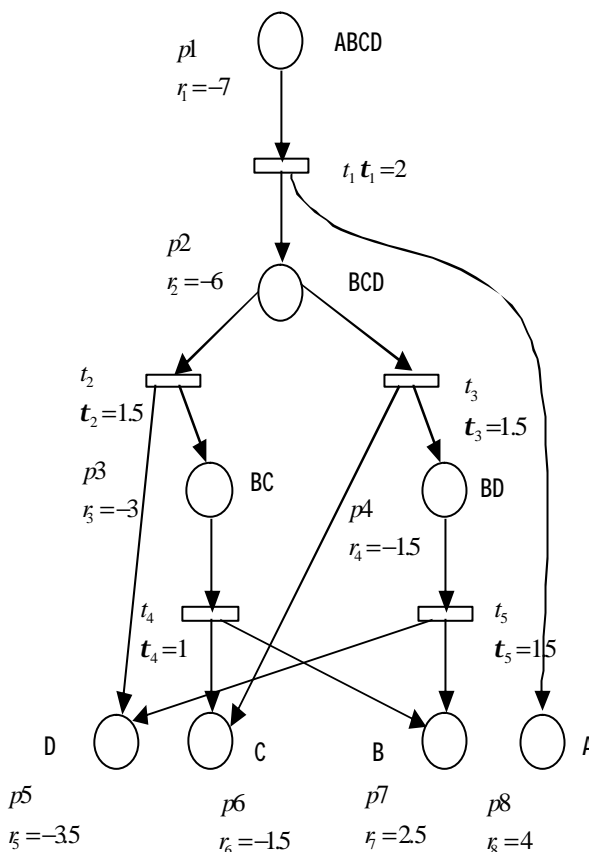 p1 ABCD
r₁=−7
t₁ t₁=2
p2 BCD
r₂=−6
t₂ t₃
t₂=1.5 t₃=1.5
p3 BC p4 BD
r₃=−3 r₄=−1.5
t₄ t₅
t₄=1 t₅=1.5
D C B A
p5 p6 p7 p8
r₅=−3.5 r₆=−1.5 r₇=2.5 r₈=4